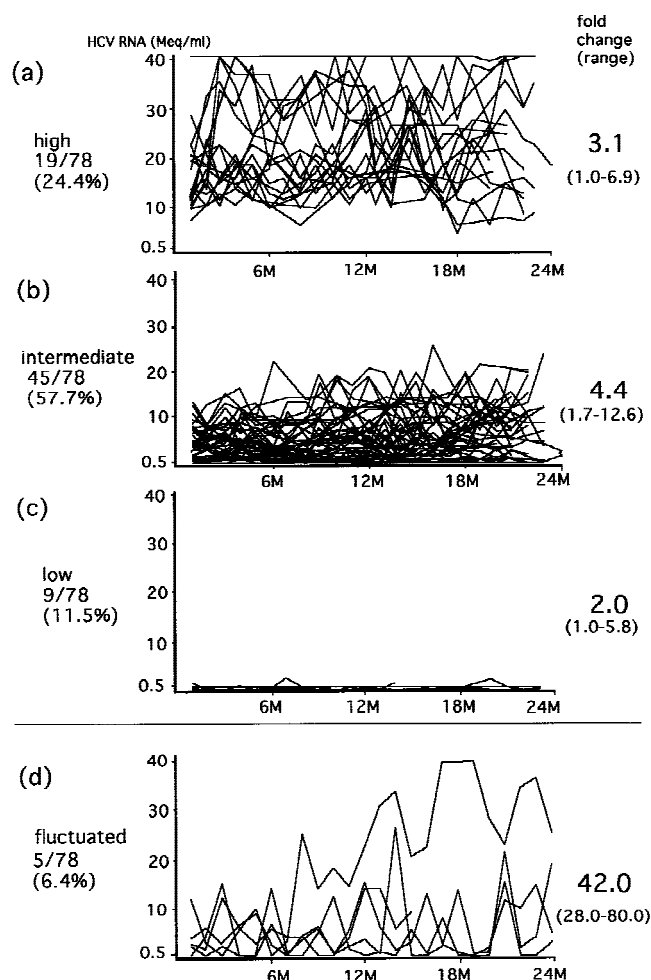 HCV RNA (Meq/ml)
fold
change
(range)
(a)
high
19/78
(24.4%)
40
30
20
10
0.5
6M
12M
18M
24M
3.1
(1.0-6.9)
(b)
intermediate
45/78
(57.7%)
40
30
20
10
0.5
6M
12M
18M
24M
4.4
(1.7-12.6)
(c)
low
9/78
(11.5%)
40
30
20
10
0.5
6M
12M
18M
24M
2.0
(1.0-5.8)
(d)
fluctuated
5/78
(6.4%)
40
30
20
10
0.5
6M
12M
18M
24M
42.0
(28.0-80.0)